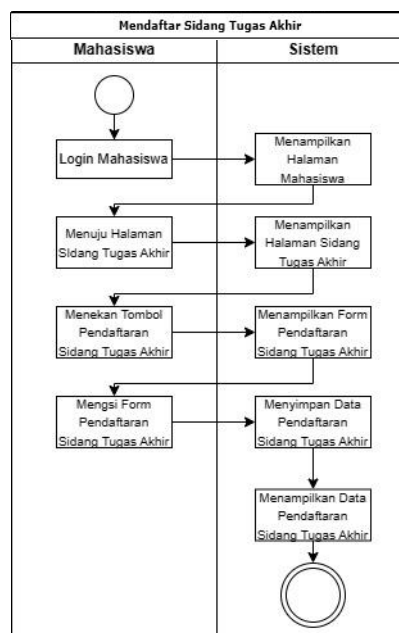 Mendaftar Sidang Tugas Akhir
Mahasiswa
Sistem
Login Mahasiswa
Menampilkan
Halaman
Mahasiswa
Menuju Halaman
Sidang Tugas Akhir
Menampilkan
Halaman Sidang
Tugas Akhir
Menekan Tombol
Pendaftaran
Sidang Tugas Akhir
Menampilkan Form
Pendaftaran
Sidang Tugas Akhir
Mengsi Form
Pendaftaran
Sidang Tugas Akhir
Menyimpan Data
Pendaftaran
Sidang Tugas Akhir
Menampilkan Data
Pendaftaran
Sidang Tugas Akhir